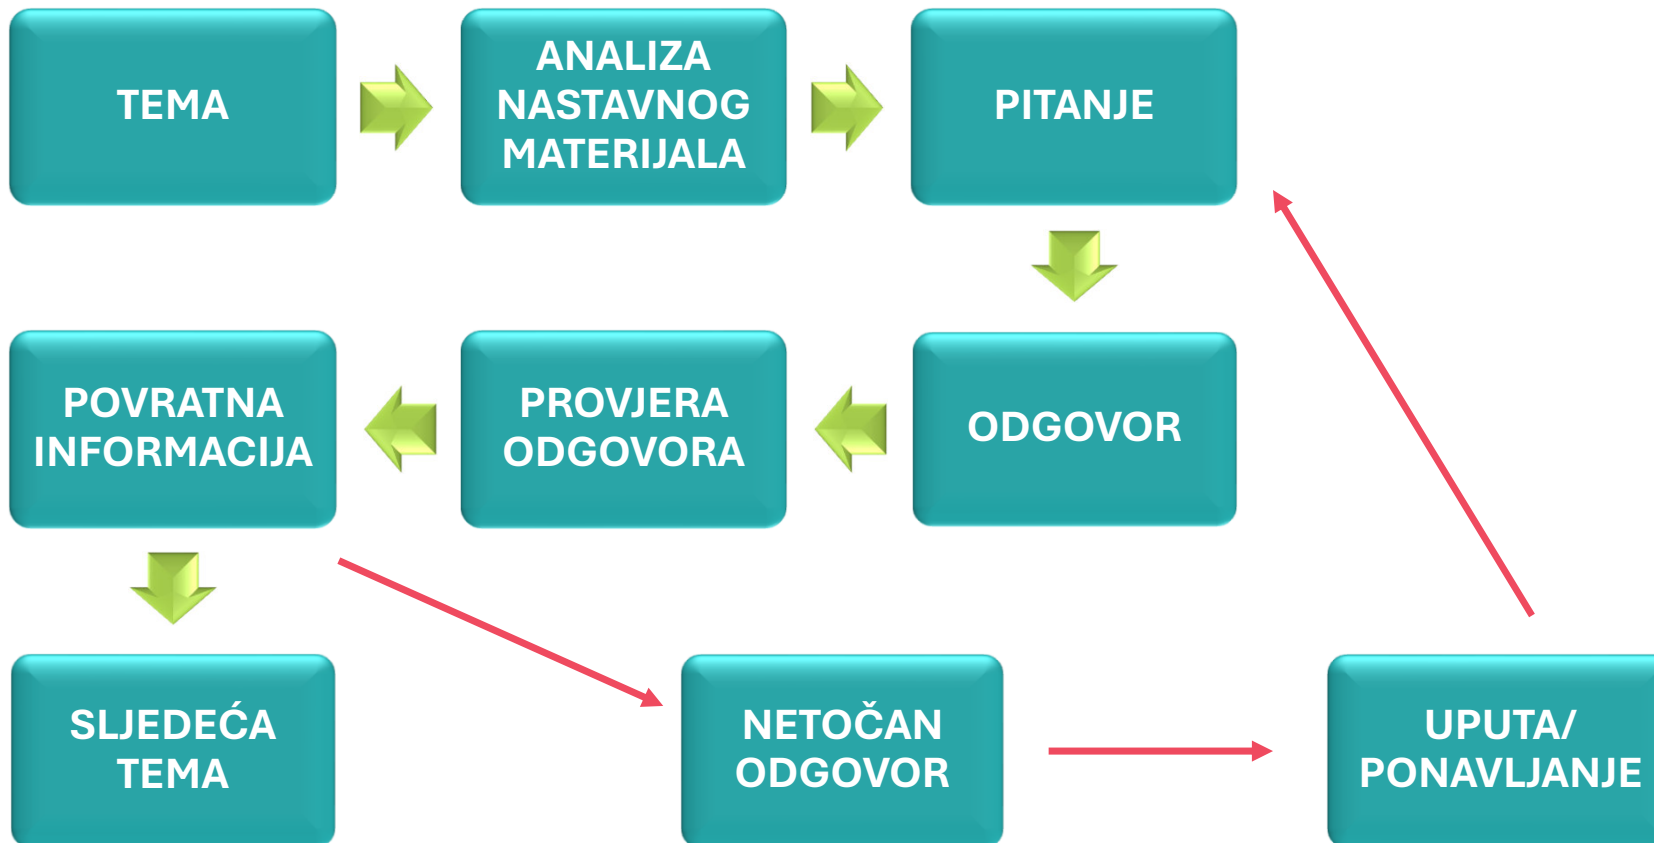 TEMA
ANALIZA
NASTAVNOG
MATERIJALA
PITANJE
POVRATNA
INFORMACIJA
PROVJERA
ODGOVORA
ODGOVOR
SLJEDEĆA
TEMA
NETOČAN
ODGOVOR
UPUTA/
PONAVLJANJE